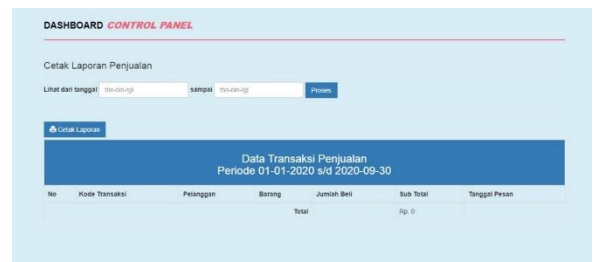 DASHBOARD CONTROL PANEL
Cetak Laporan Penjualan
Lihat dari tanggal thn-bln-tgl sampai thn-bln-tgl Proses
Cetak Laporan
Data Transaksi Penjualan
Periode 01-01-2020 s/d 2020-09-30
No Kode Transaksi Pelanggan Barang Jumlah Beli Sub Total Tanggal Pesan
Total Rp. 0